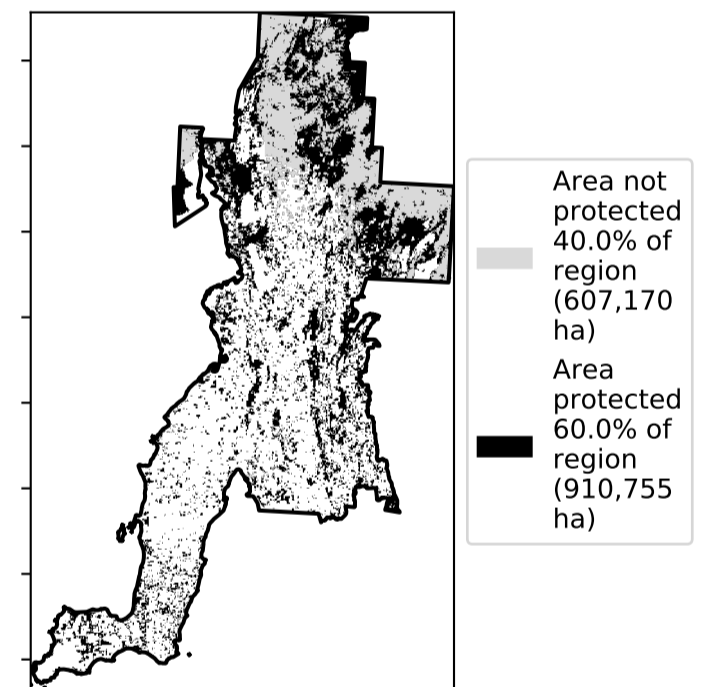 Area not
protected
40.0% of
region
(607,170
ha)
Area
protected
60.0% of
region
(910,755
ha)